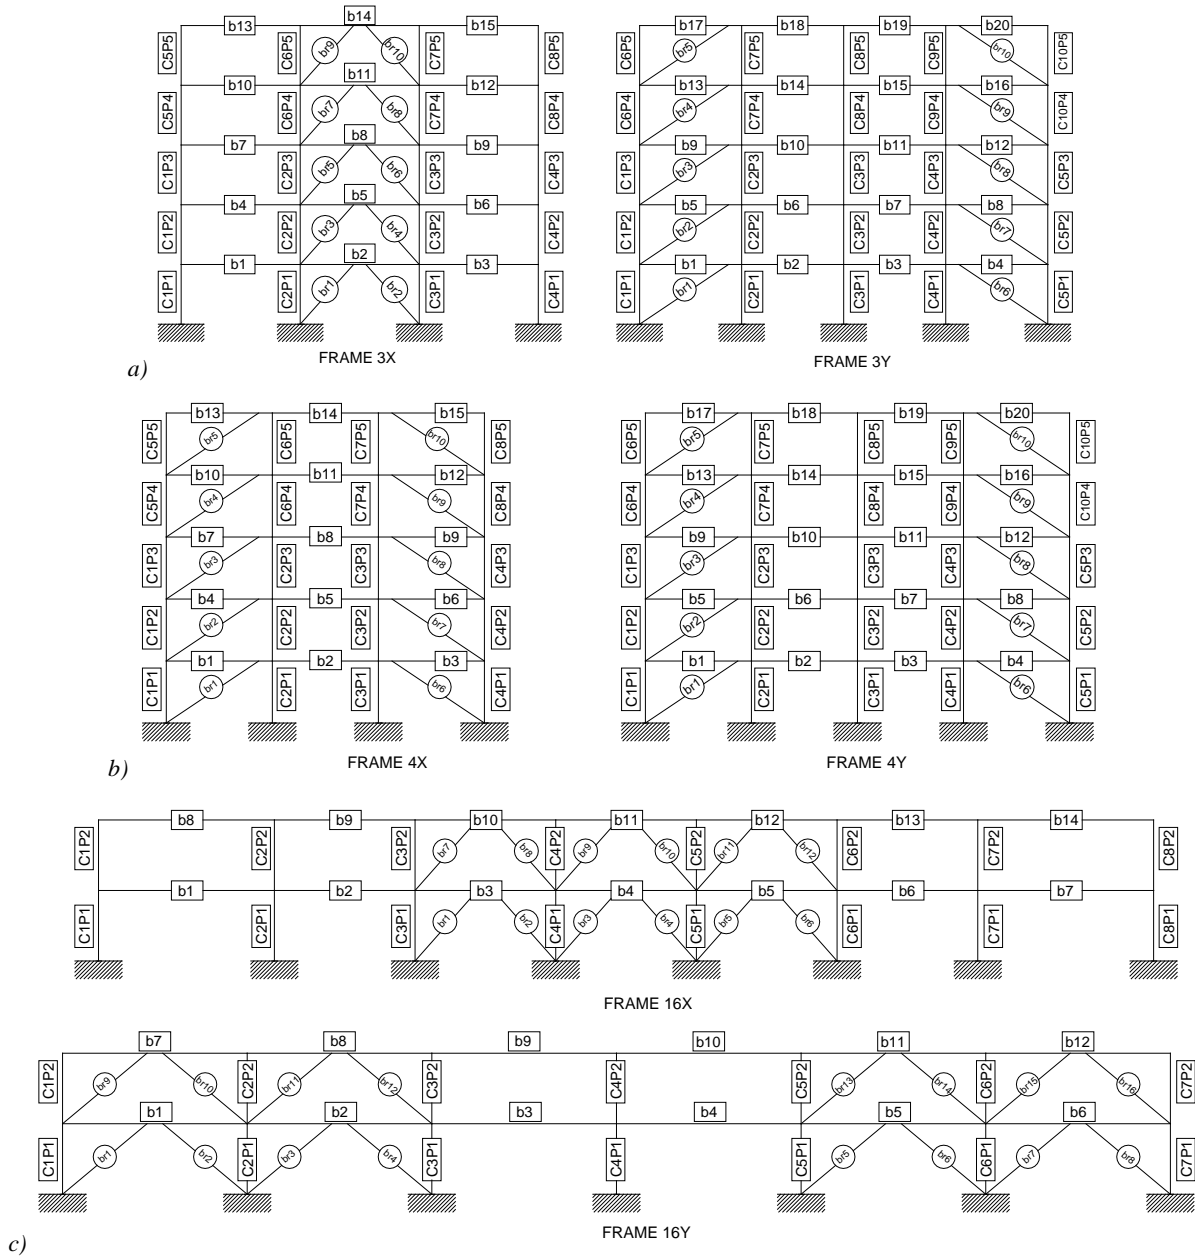 b13 b14 b15
C5P5 C6P5 br9 br10 C7P5 C8P5
b10 b11 b12
C5P4 C6P4 br7 br8 C7P4 C8P4
b7 b8 b9
C1P3 C2P3 br5 br6 C3P3 C4P3
b4 b5 b6
C1P2 C2P2 br3 br4 C3P2 C4P2
b1 b2 b3
C1P1 C2P1 br1 br2 C3P1 C4P1
FRAME 3X
b17 b18 b19 b20
C6P5 br5 C7P5 C8P5 C9P5 br10 C10P5
b13 b14 b15 b16
C6P4 br4 C7P4 C8P4 C9P4 br9 C10P4
b9 b10 b11 b12
C1P3 br3 C2P3 C3P3 C4P3 br8 C5P3
b5 b6 b7 b8
C1P2 br2 C2P2 C3P2 C4P2 br7 C5P2
b1 b2 b3 b4
C1P1 br1 C2P1 C3P1 C4P1 br6 C5P1
FRAME 3Y
a)
b13 b14 b15
C5P5 br5 C6P5 C7P5 br10 C8P5
b10 b11 b12
C5P4 br4 C6P4 C7P4 br9 C8P4
b7 b8 b9
C1P3 br3 C2P3 C3P3 br8 C4P3
b4 b5 b6
C1P2 br2 C2P2 C3P2 br7 C4P2
b1 b2 b3
C1P1 br1 C2P1 C3P1 br6 C4P1
FRAME 4X
b17 b18 b19 b20
C6P5 br5 C7P5 C8P5 C9P5 br10 C10P5
b13 b14 b15 b16
C6P4 br4 C7P4 C8P4 C9P4 br9 C10P4
b9 b10 b11 b12
C1P3 br3 C2P3 C3P3 C4P3 br8 C5P3
b5 b6 b7 b8
C1P2 br2 C2P2 C3P2 C4P2 br7 C5P2
b1 b2 b3 b4
C1P1 br1 C2P1 C3P1 C4P1 br6 C5P1
FRAME 4Y
b)
b8 b9 b10 b11 b12 b13 b14
C1P2 C2P2 C3P2 br7 br8 C4P2 br9 br10 C5P2 br11 br12 C6P2 C7P2 C8P2
b1 b2 b3 b4 b5 b6 b7
C1P1 C2P1 C3P1 br1 br2 C4P1 br3 br4 C5P1 br5 br6 C6P1 C7P1 C8P1
FRAME 16X
b7 b8 b9 b10 b11 b12
C1P2 br9 br10 C2P2 br11 br12 C3P2 C4P2 C5P2 br13 br14 C6P2 br15 br16 C7P2
b1 b2 b3 b4 b5 b6
C1P1 br1 br2 C2P1 br3 br4 C3P1 C4P1 C5P1 br5 br6 C6P1 br7 br8 C7P1
FRAME 16Y
c)